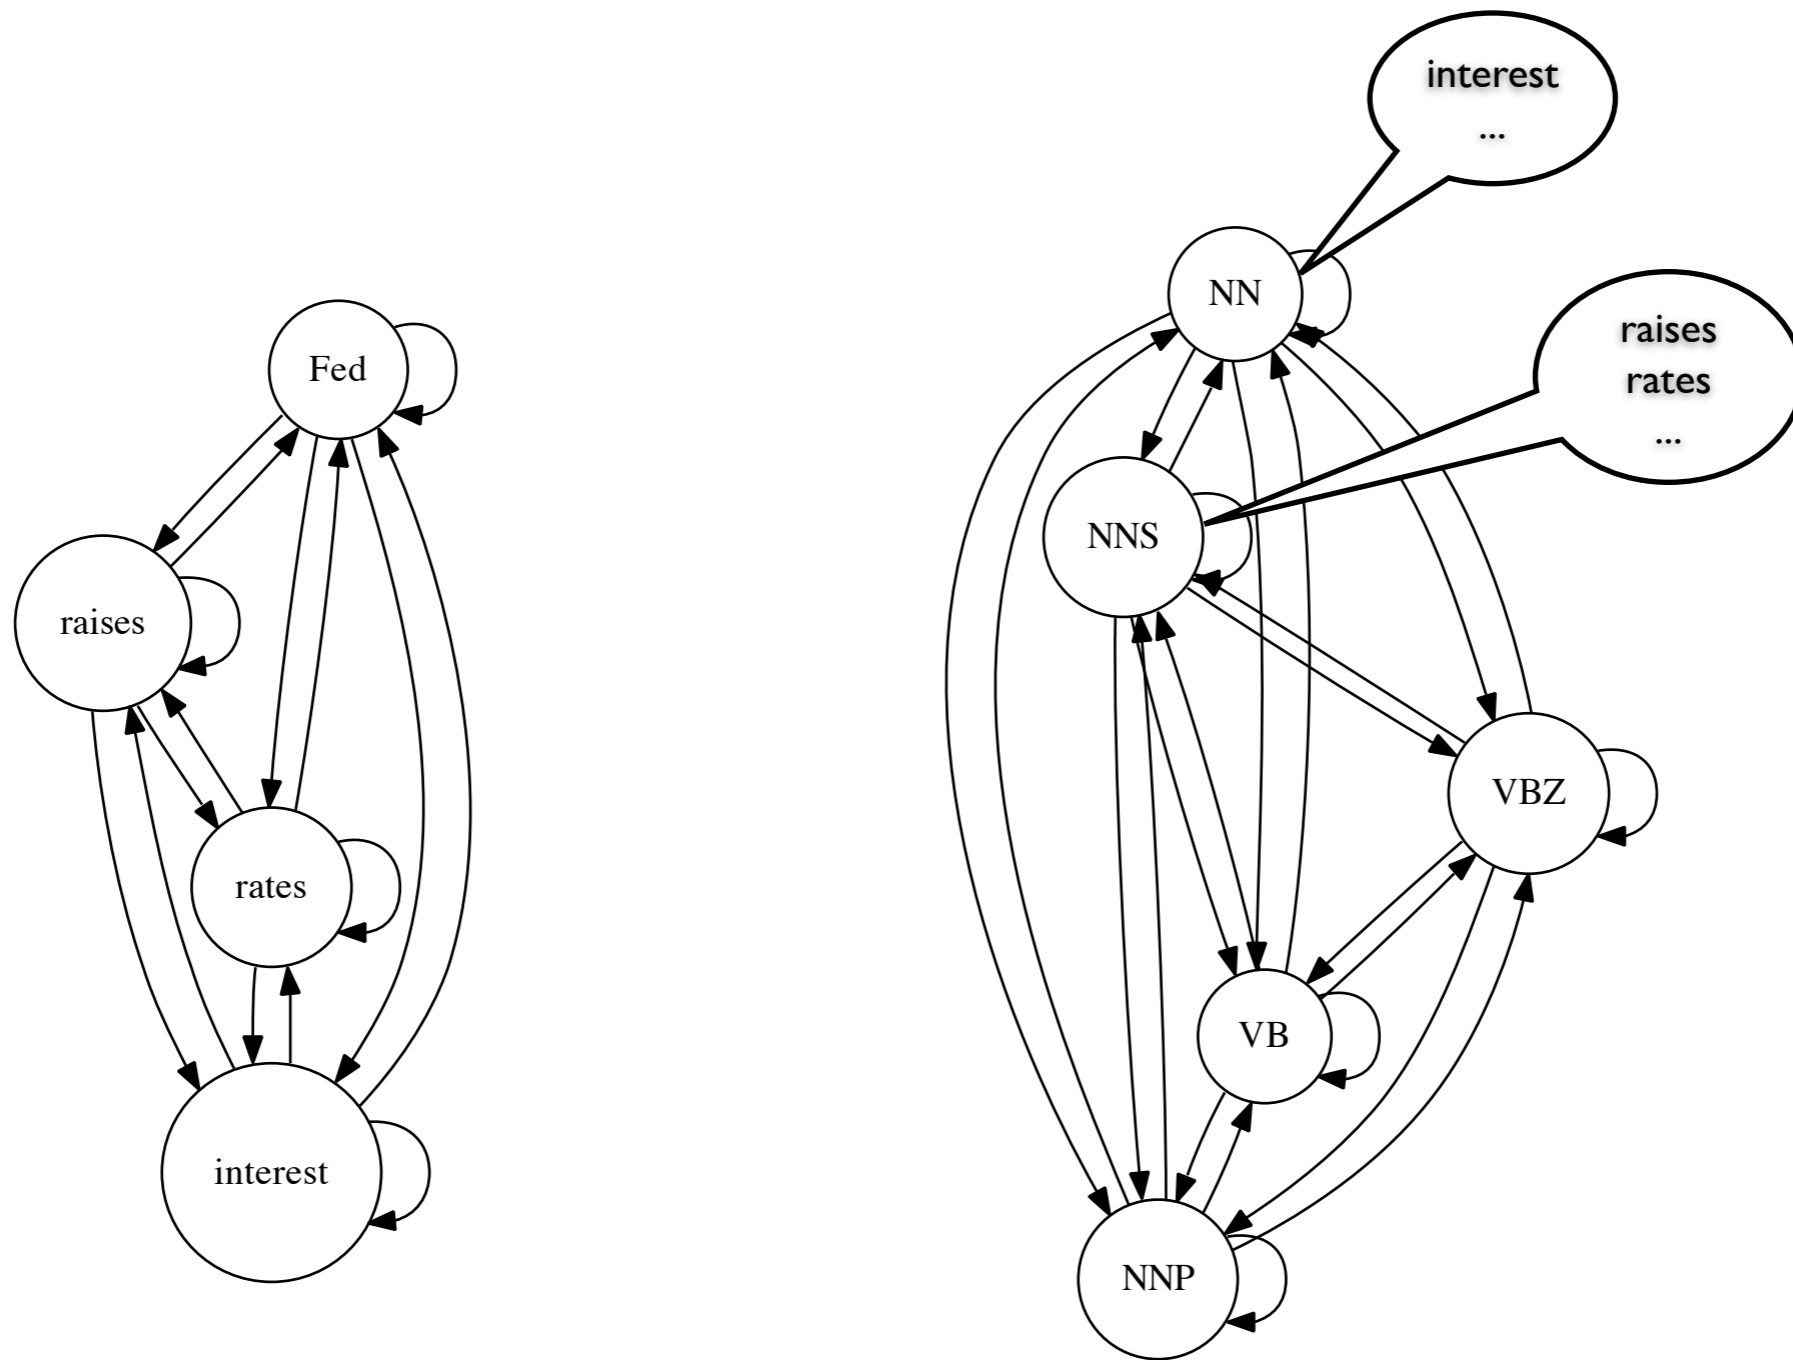 Fed
raises
rates
interest
interest
...
NN
raises
rates
...
NNS
VBZ
VB
NNP